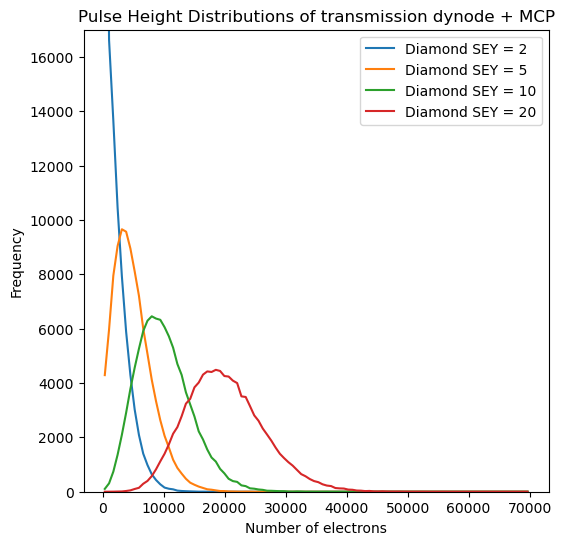 Pulse Height Distributions of transmission dynode + MCP
Diamond SEY = 2
Diamond SEY = 5
Diamond SEY = 10
Diamond SEY = 20
16000
14000
12000
10000
8000
6000
4000
2000
0
Frequency
0 10000 20000 30000 40000 50000 60000 70000
Number of electrons